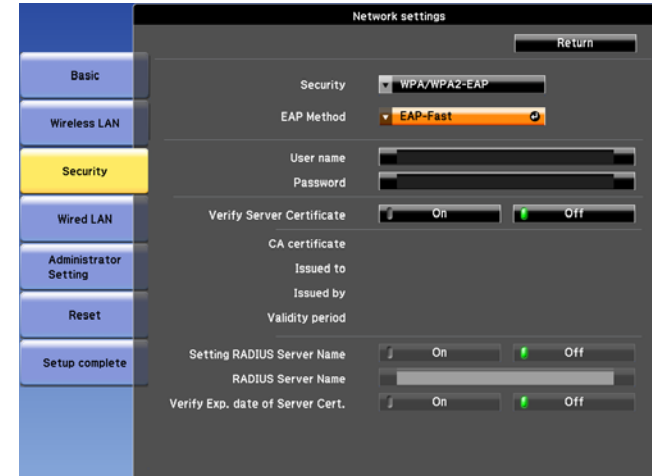 Network settings
Return
Basic
Wireless LAN
Security
Wired LAN
Administrator
Setting
Reset
Setup complete
Security WPA/WPA2-EAP
EAP Method EAP-Fast
User name
Password
Verify Server Certificate On Off
CA certificate
Issued to
Issued by
Validity period
Setting RADIUS Server Name On Off
RADIUS Server Name
Verify Exp. date of Server Cert. On Off